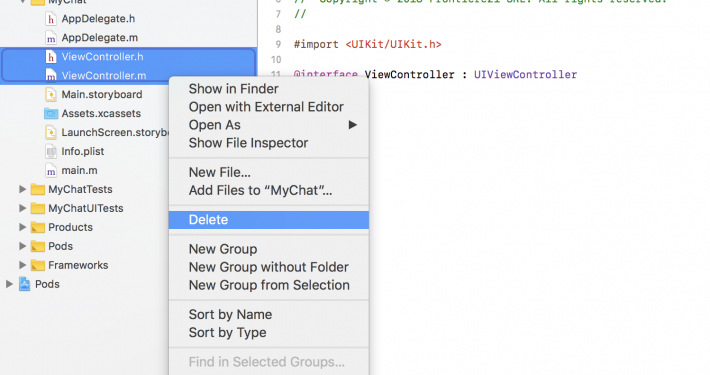 MyChat
AppDelegate.h
AppDelegate.m
ViewController.h
ViewController.m
Main.storyboard
Assets.xcassets
LaunchScreen.storyb
Info.plist
main.m
MyChatTests
MyChatUITests
Products
Pods
Frameworks
Pods
Show in Finder
Open with External Editor
Open As
Show File Inspector
New File...
Add Files to “MyChat”...
Delete
New Group
New Group without Folder
New Group from Selection
Sort by Name
Sort by Type
Find in Selected Groups...
7 //
8
9 #import <UIKit/UIKit.h>
10
11 @interface ViewController : UIViewController